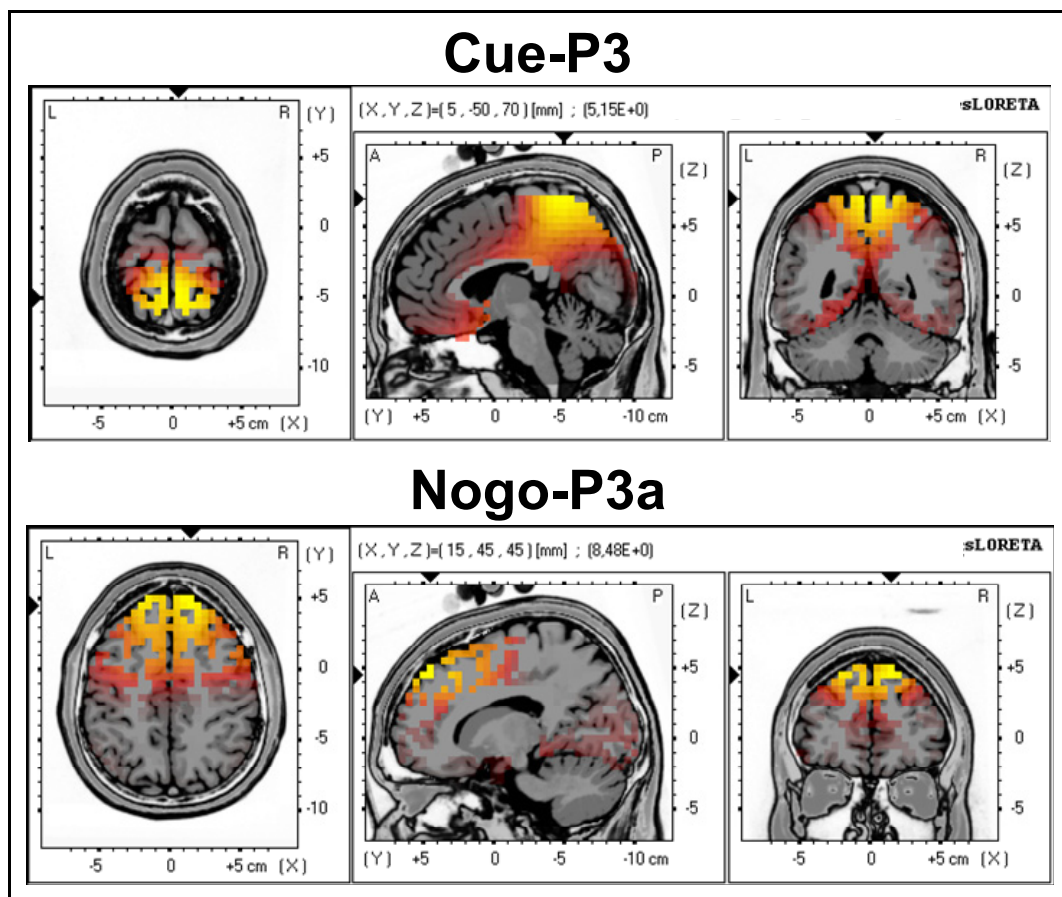 Cue-P3
(X, Y, Z)=( 5, -50, 70 ) [mm] ; (5,15E+0) sLORETA
L R (Y) A P (Z) L R (Z)
+5 +5 +5
0 0 0
-5 -5 -5
-10
-5 0 +5 cm (X) (Y) +5 0 -5 -10 cm -5 0 +5 cm (X)
Nogo-P3a
(X, Y, Z)=( 15, 45, 45 ) [mm] ; (8,48E+0) sLORETA
L R (Y) A P (Z) L R (Z)
+5 +5 +5
0 0 0
-5 -5 -5
-10
-5 0 +5 cm (X) (Y) +5 0 -5 -10 cm -5 0 +5 cm (X)